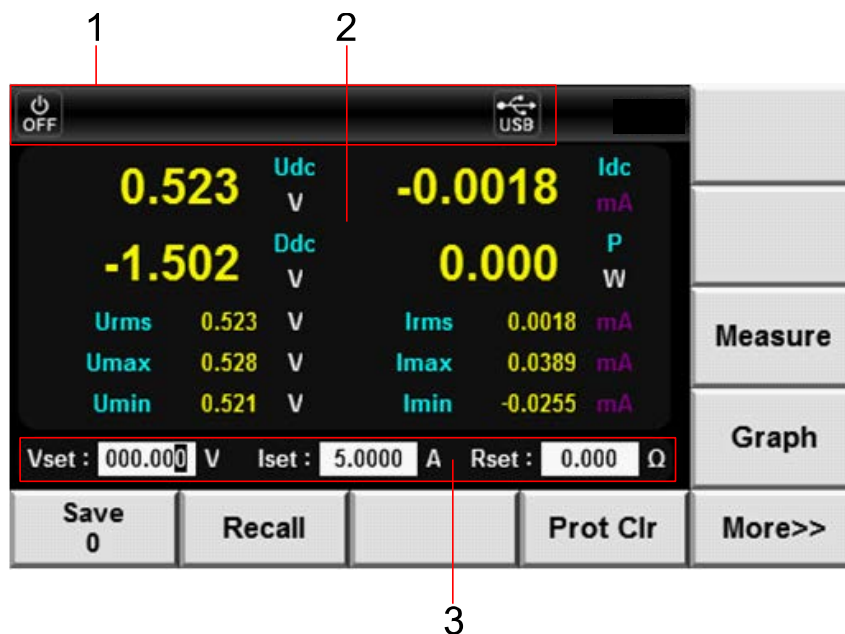 1 2
OFF USB
0.523 Udc V -0.0018 Idc mA
-1.502 Ddc V 0.000 P W
Urms 0.523 V Irms 0.0018 mA
Umax 0.528 V Imax 0.0389 mA
Umin 0.521 V Imin -0.0255 mA
Measure
Graph
Vset : 000.000 V Iset : 5.0000 A Rset : 0.000 Ω
Save
0
Recall Prot Clr More>>
3